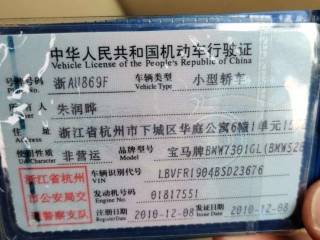 中华人民共和国机动车行驶证
Vehicle License of the People's Republic of China
号牌号码 浙AU869F 车辆类型 小型轿车
Plate No. Vehicle Type
人 朱润晔
址 浙江省杭州市下城区华庭公寓6幢1单元15
使用性质 非营运 品牌型号 宝马牌BMW7301GL(BMW528
浙江省杭州
市公安局交
通警察支队
车辆识别代号 LBVFR1904BSD23676
VIN
发动机号码 01817551
Engine No.
注册日期 2010-12-08 发证日期 2010-12-08
Register Date Issue Date